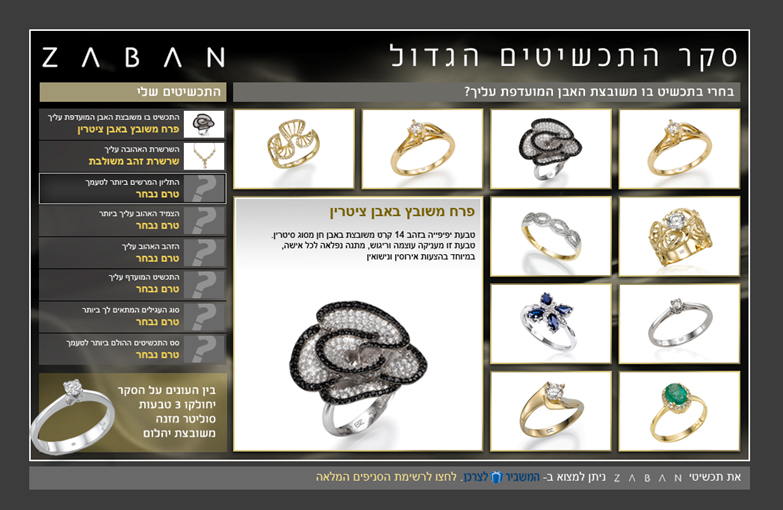 ZABAN
סקר התכשיטים הגדול
התכשיטים שלי
בחרי בתכשיט בו משובצת האבן המועדפת עליך?
התכשיט בו משובצת האבן המועדפת עליך
פרח משובץ באבן ציטרין
השרשרת האהובה עליך
שרשרת זהב משולבת
התליון המרשים ביותר לטעמך
טרם נבחר
הצמיד האהוב עליך ביותר
טרם נבחר
הזהב האהוב עליך
טרם נבחר
התכשיט המועדף עליך
טרם נבחר
סוג העגילים המתאים לך ביותר
טרם נבחר
סט התכשיטים ההולם ביותר לטעמך
טרם נבחר
בין העונים על הסקר
יחולקו 3 טבעות
סוליטר מזנה
משובצת יהלום
פרח משובץ באבן ציטרין
טבעת יפיפייה בזהב 14 קרט משובצת באבן חן מסוג סיטרין.
טבעת זו מעניקה עוצמה וריגוש, מתנה נפלאה לכל אישה,
במיוחד בהצעות אירוסין ונישואין
את תכשיטי ZABAN ניתן למצוא ב- המשביר לצרכן. לחצו לרשימת הסניפים המלאה